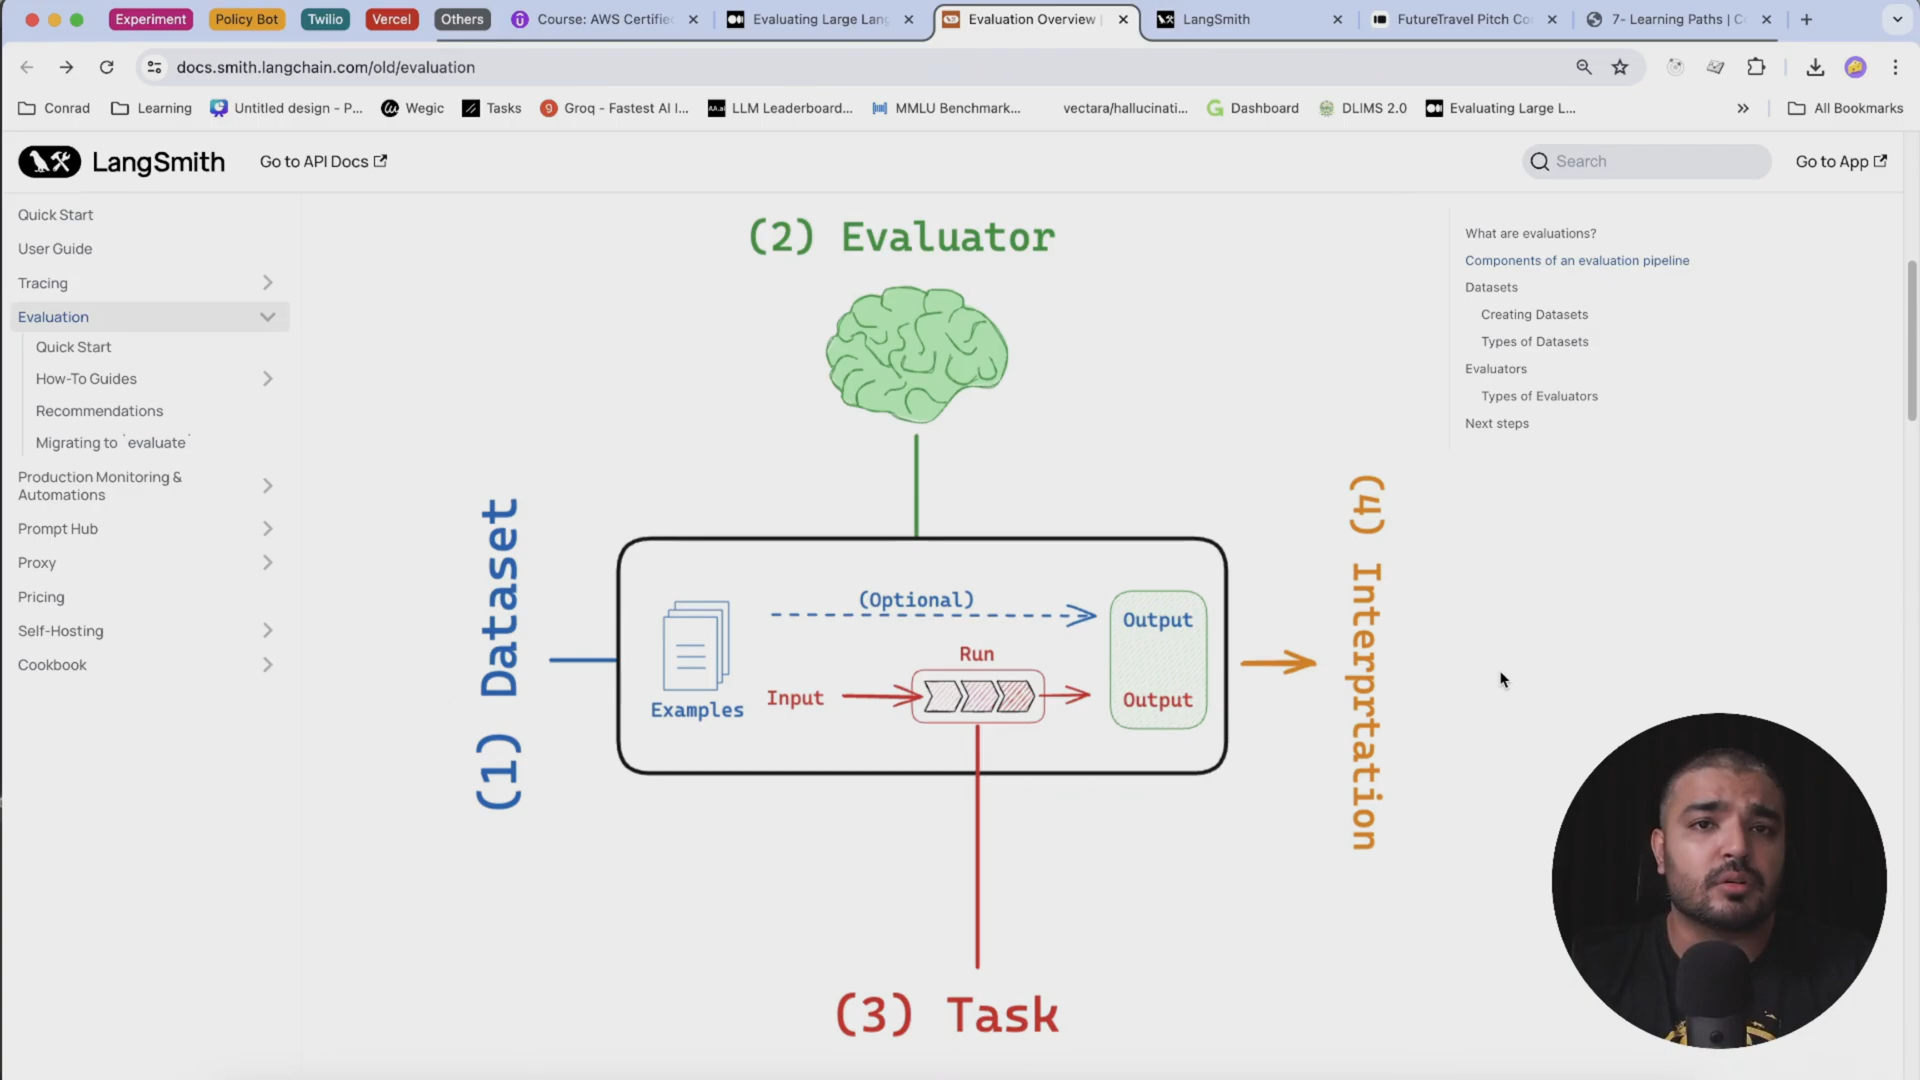 Experiment
Policy Bot
Twilio
Vercel
Others
Course: AWS Certifie
Evaluating Large Lang
Evaluation Overview |
LangSmith
FutureTravel Pitch Co
7- Learning Paths | C
docs.smith.langchain.com/old/evaluation
Conrad
Learning
Untitled design - P...
Wegic
Tasks
Groq - Fastest AI I...
LLM Leaderboard...
MMLU Benchmark...
vectara/hallucinati...
Dashboard
DLIMS 2.0
Evaluating Large L...
All Bookmarks
LangSmith
Go to API Docs
Search
Go to App
Quick Start
User Guide
Tracing
Evaluation
Quick Start
How-To Guides
Recommendations
Migrating to `evaluate`
Production Monitoring &
Automations
Prompt Hub
Proxy
Pricing
Self-Hosting
Cookbook
(2) Evaluator
(1) Dataset
Examples
(Optional)
Output
Run
Input
Output
(3) Task
(4) Interprtation
What are evaluations?
Components of an evaluation pipeline
Datasets
Creating Datasets
Types of Datasets
Evaluators
Types of Evaluators
Next steps